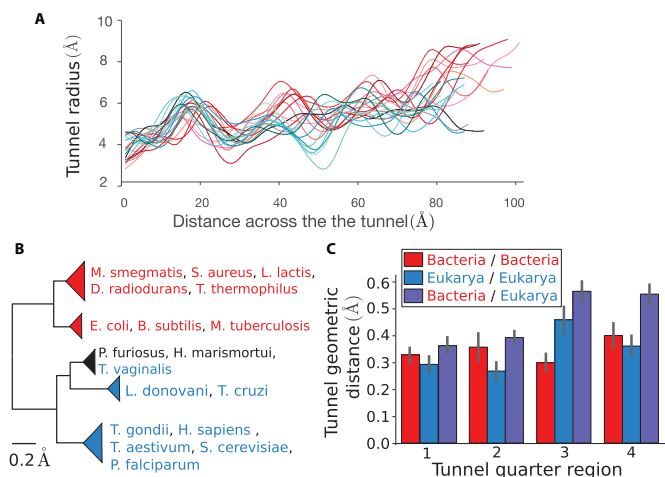 A
10
8
6
4
2
Tunnel radius (Å)
0 20 40 60 80 100
Distance across the the tunnel (Å)
B
M. smegmatis, S. aureus, L. lactis,
D. radiodurans, T. thermophilus
E. coli, B. subtilis, M. tuberculosis
P. furiosus, H. marismortui,
T. vaginalis
L. donovani, T. cruzi
T. gondii, H. sapiens ,
T. aestivum, S. cerevisiae,
P. falciparum
0.2 Å
C
Bacteria / Bacteria
Eukarya / Eukarya
Bacteria / Eukarya
0.6
0.5
0.4
0.3
0.2
0.1
0.0
Tunnel geometric
distance (Å)
1 2 3 4
Tunnel quarter region